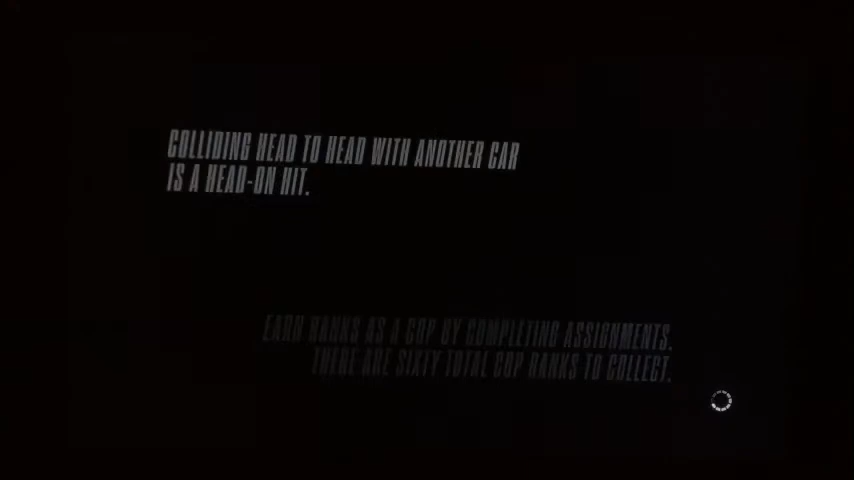 COLLIDING HEAD TO HEAD WITH ANOTHER CAR
IS A HEAD-ON HIT.
EARN RANKS AS A COP BY COMPLETING ASSIGNMENTS.
THERE ARE SIXTY TOTAL COP RANKS TO COLLECT.